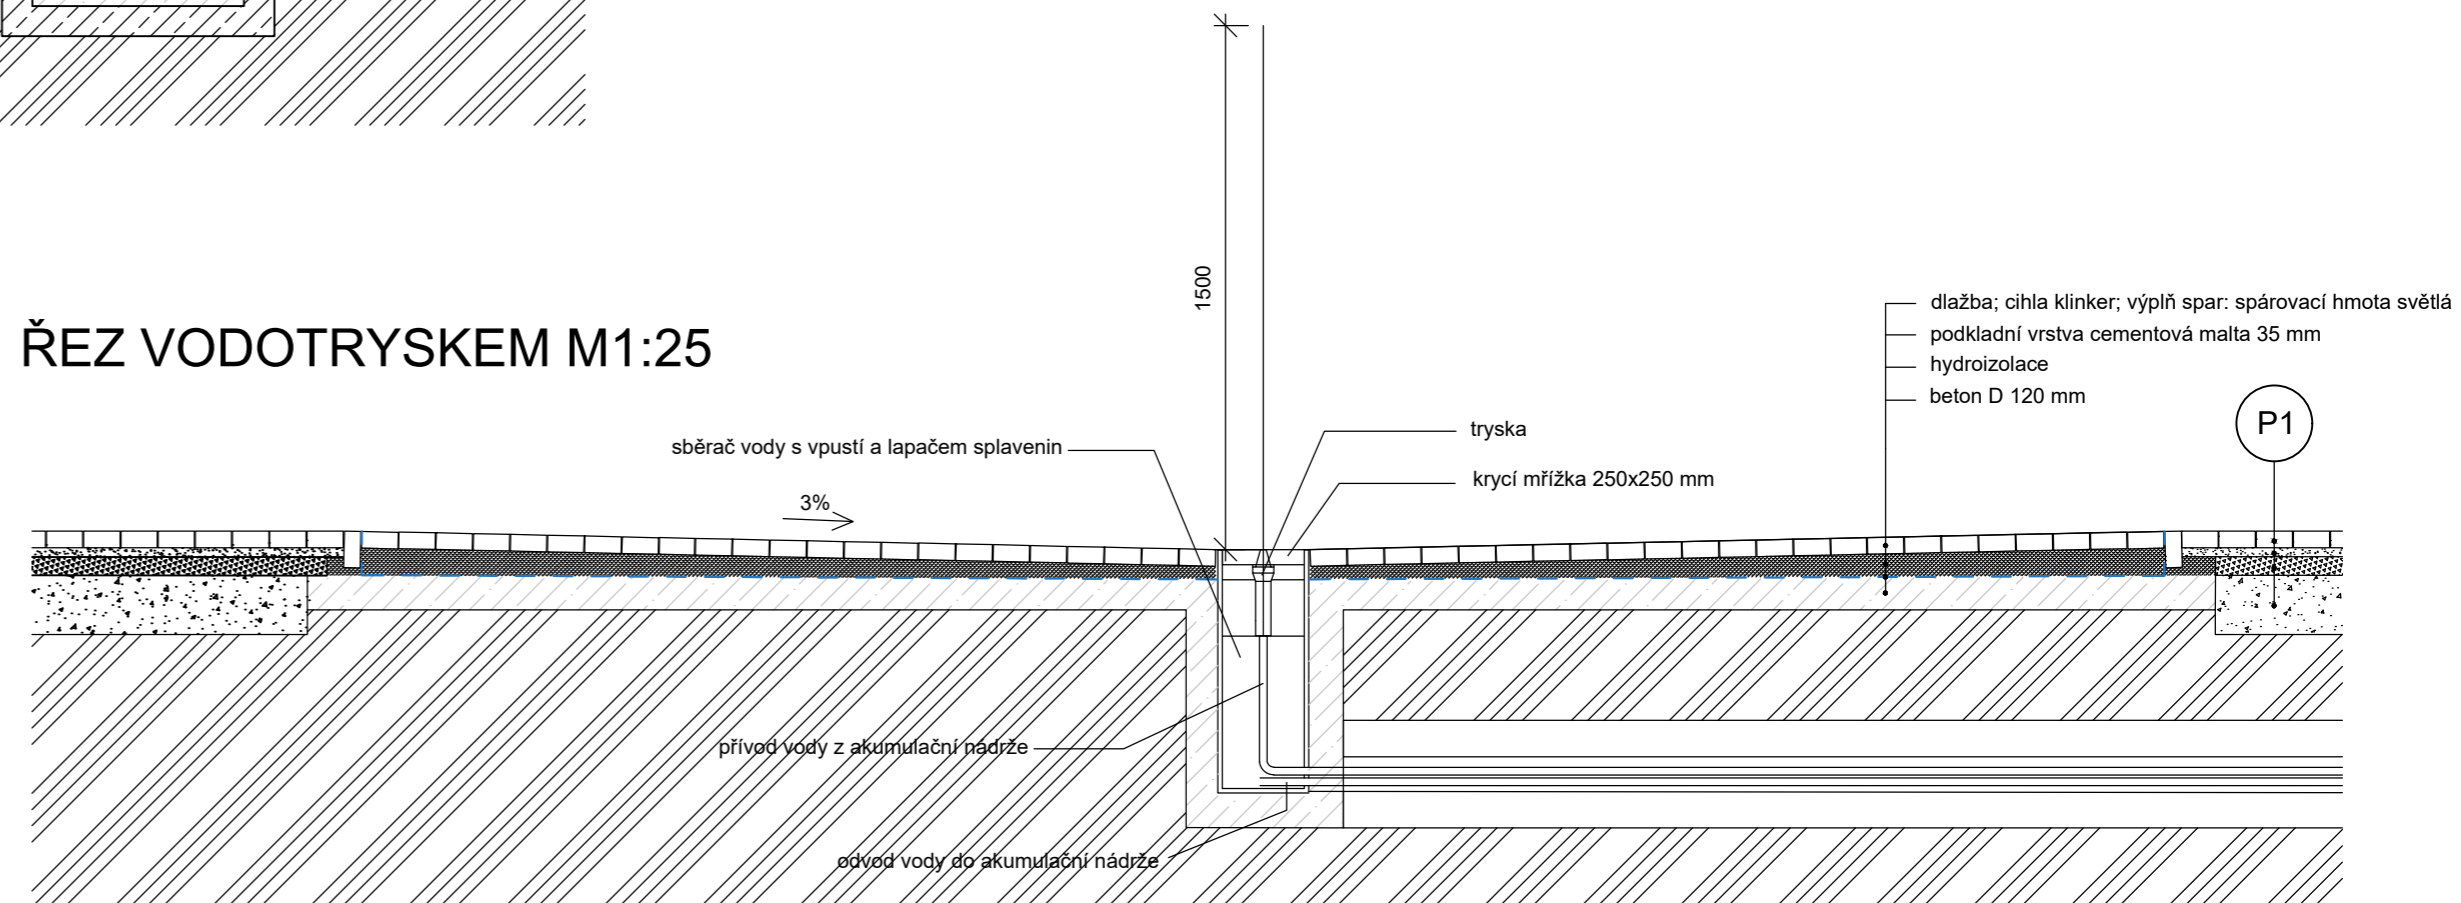 1500
ŘEZ VODOTRYSKEM M1:25
dlažba; cihla klinker; výplň spar: spárovací hmota světlá
podkladní vrstva cementová malta 35 mm
hydroizolace
beton D 120 mm
P1
tryska
sběrač vody s vpustí a lapačem splavenin
krycí mřížka 250x250 mm
3%
přívod vody z akumulační nádrže
odvod vody do akumulační nádrže